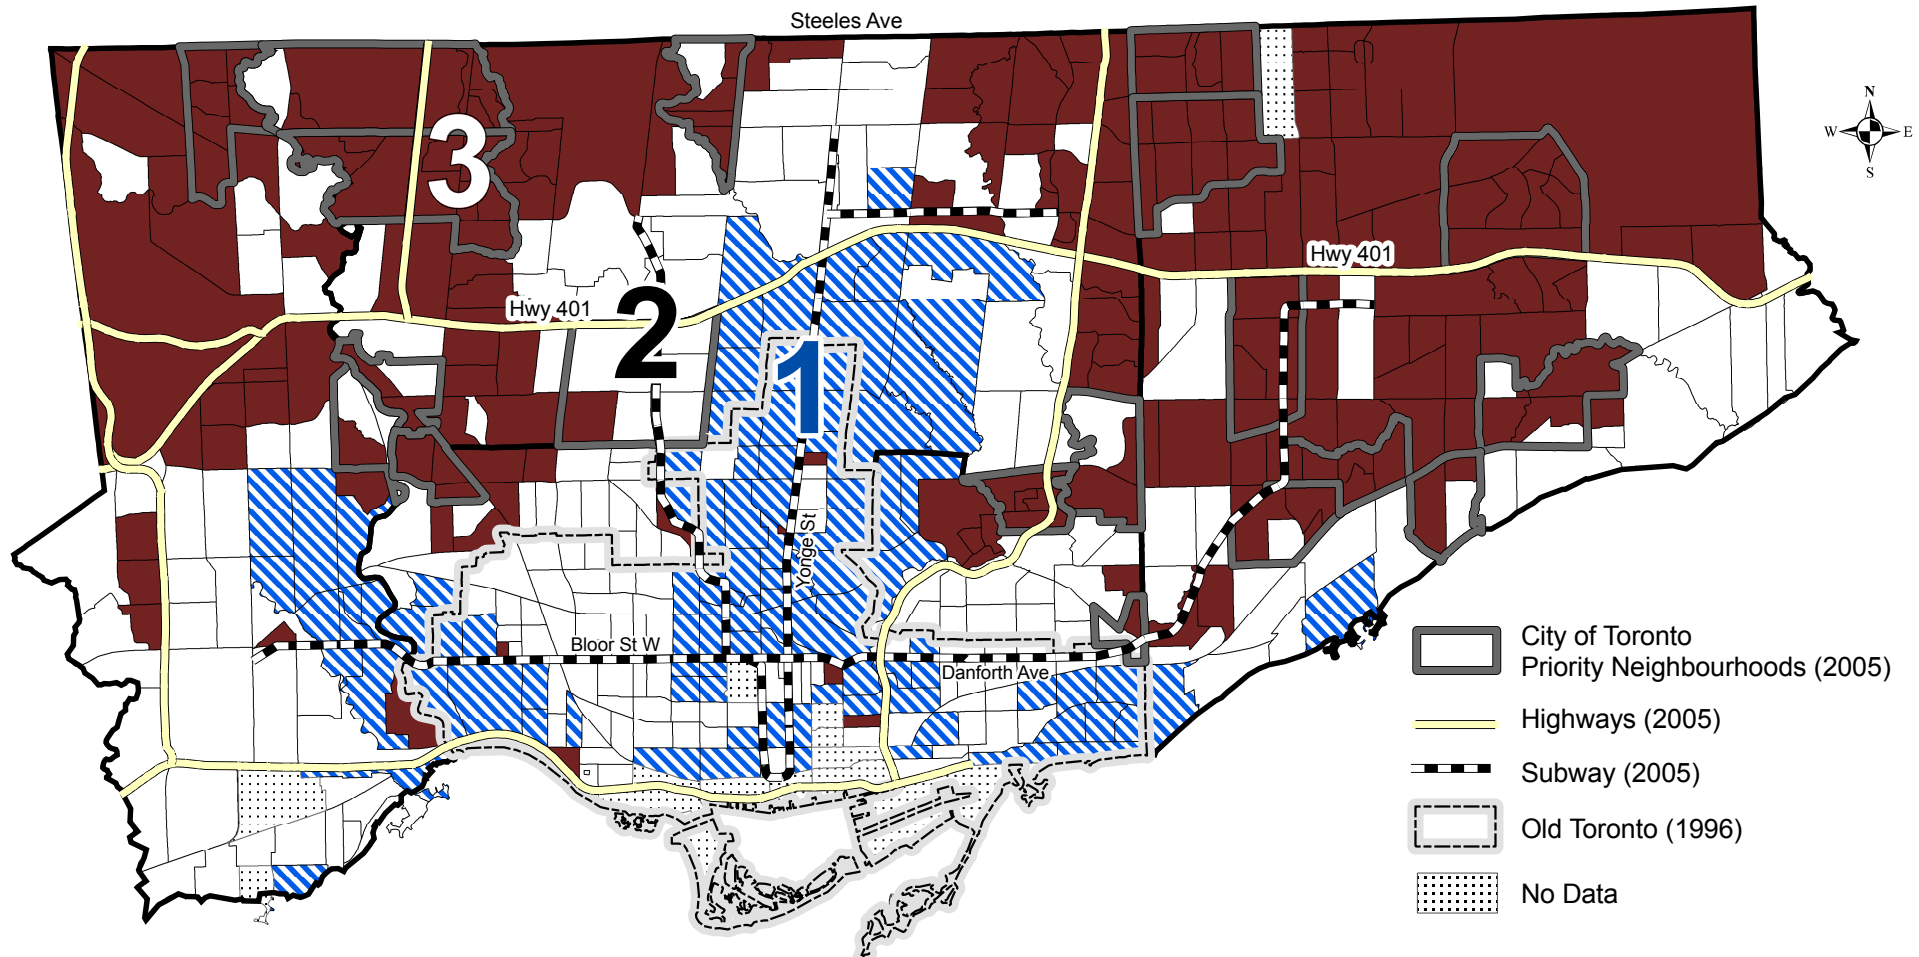 Steeles Ave
N
W E
S
3
Hwy 401
Hwy 401
2
1
Yonge St
Bloor St W
Danforth Ave
City of Toronto
Priority Neighbourhoods (2005)
Highways (2005)
Subway (2005)
Old Toronto (1996)
No Data